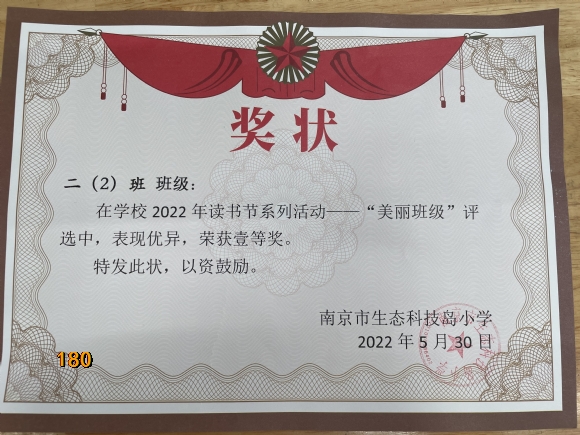 奖状
二（2）班 班级：
在学校 2022 年读书节系列活动——“美丽班级”评
选中，表现优异，荣获壹等奖。
特发此状，以资鼓励。
南京市生态科技岛小学
2022 年 5 月 30 日
180